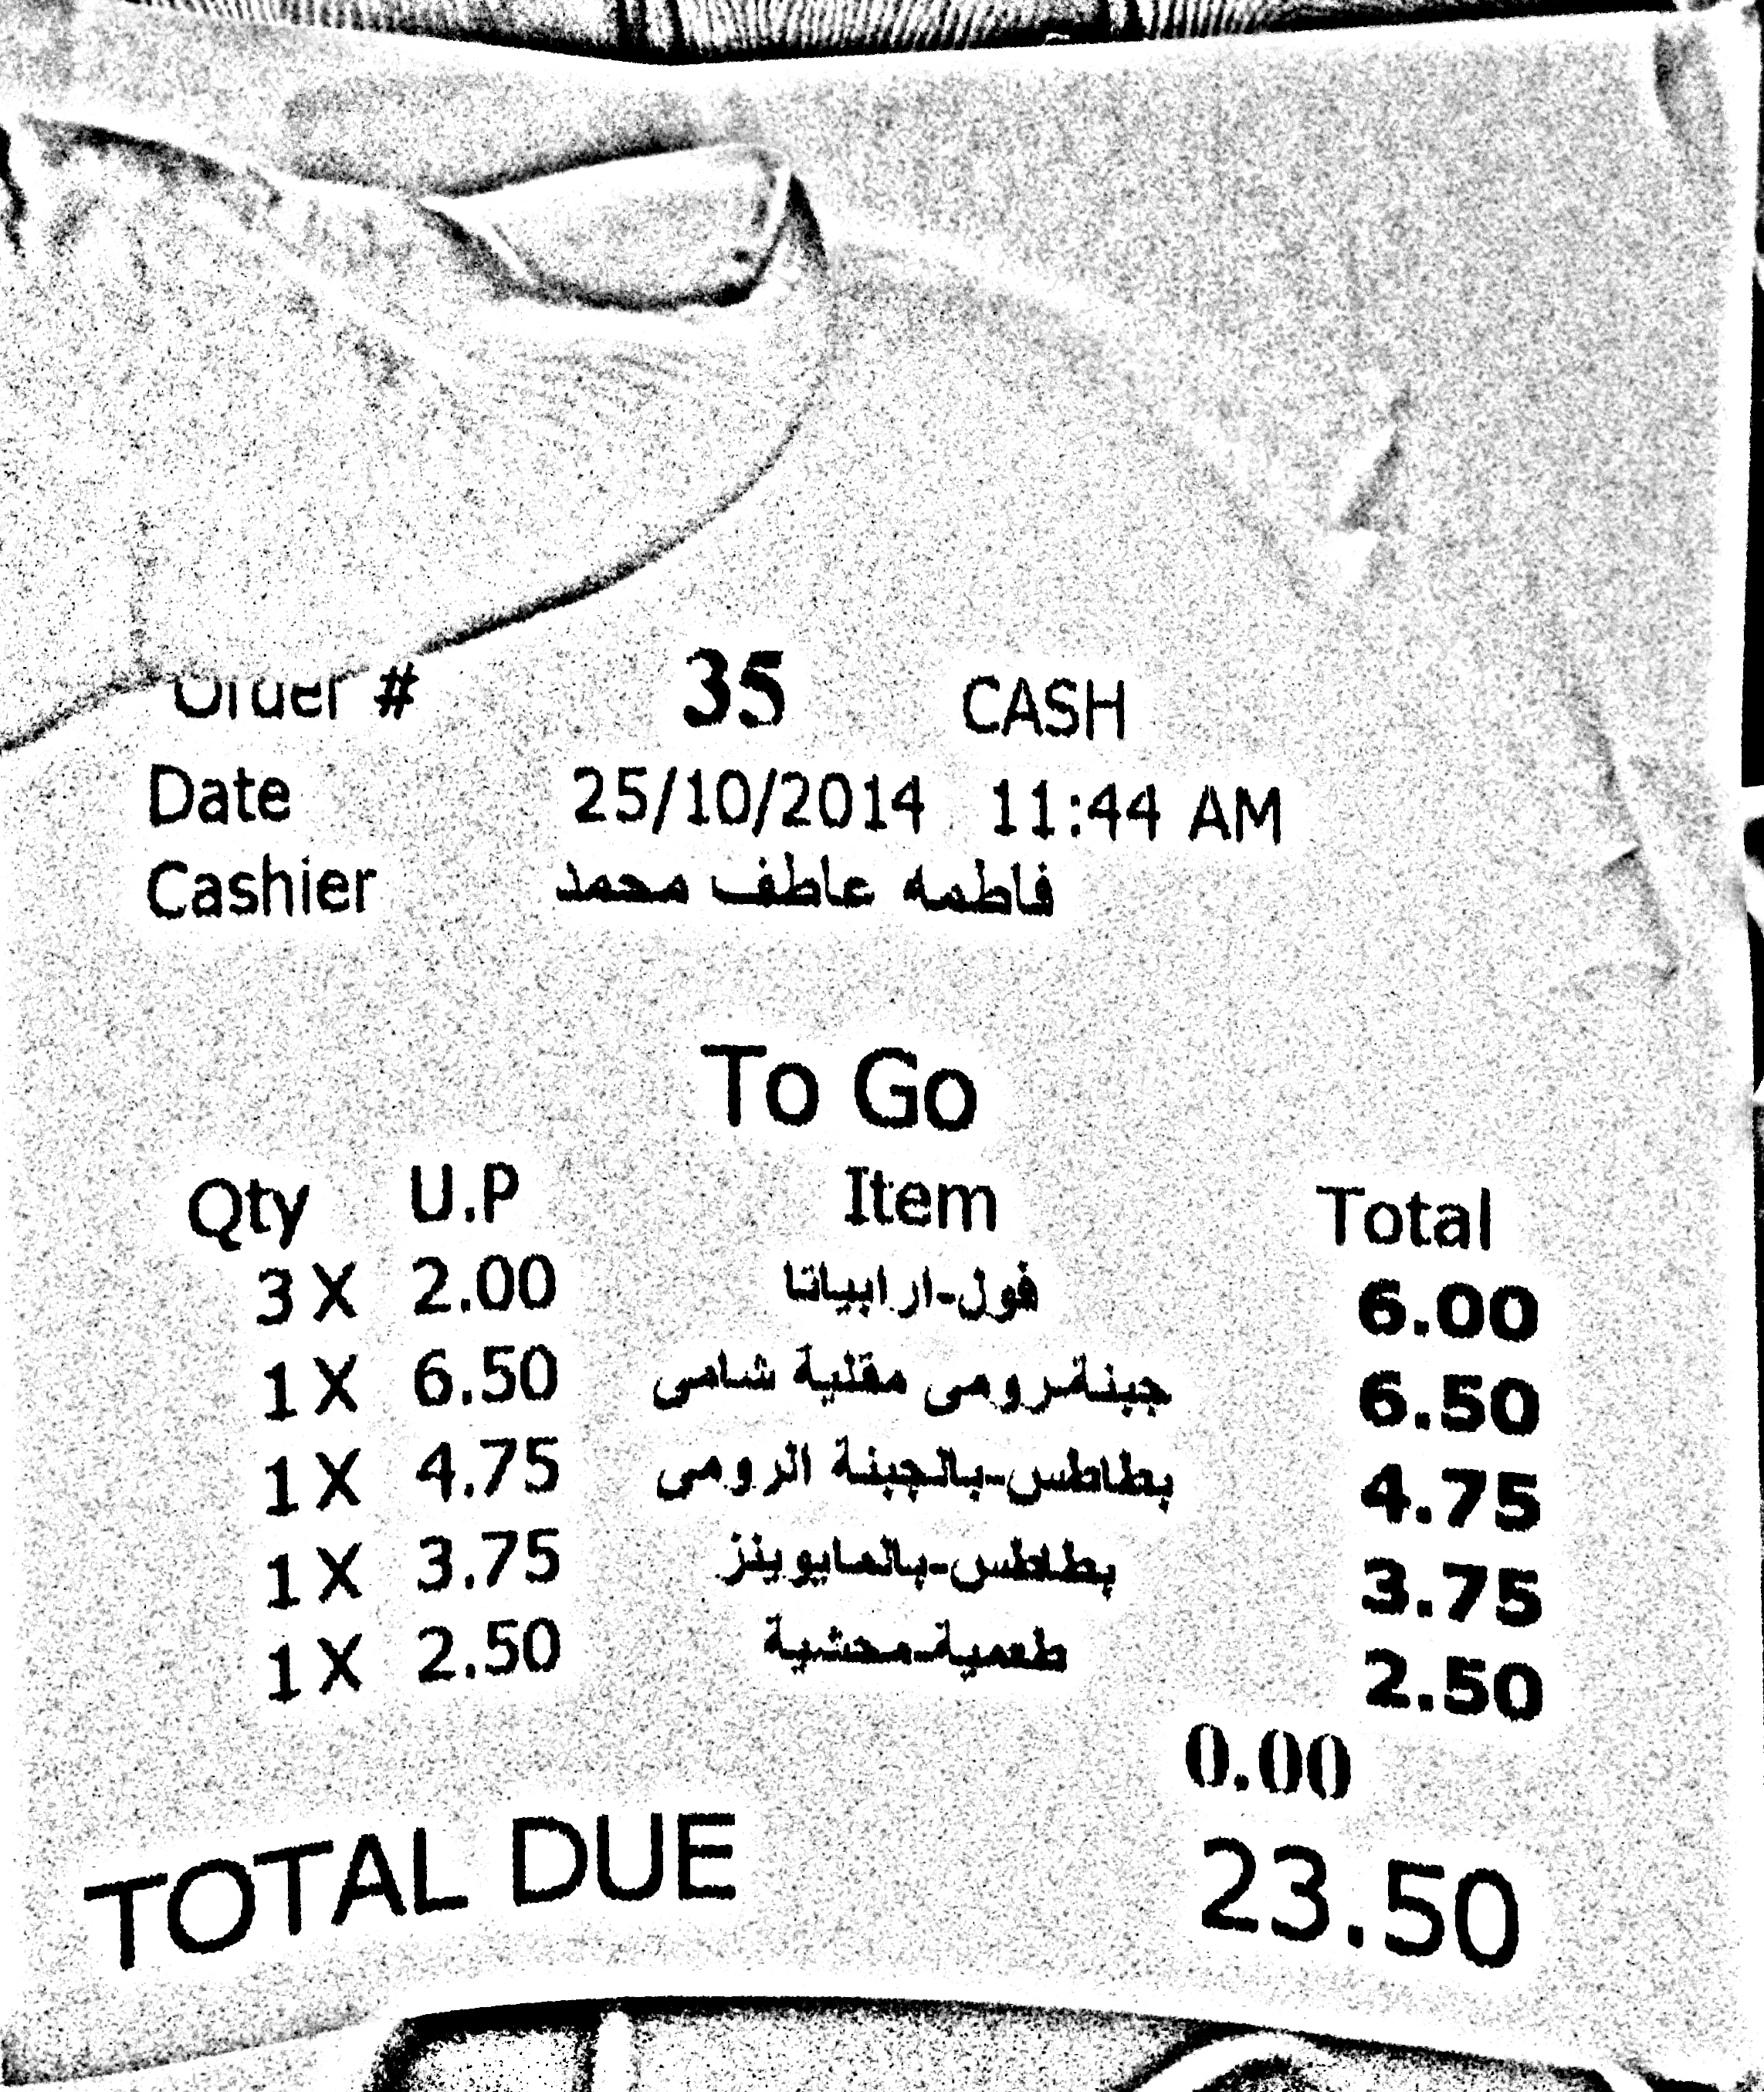 Order # 35 CASH
Date 25/10/2014 11:44 AM
Cashier فاطمه عاطف محمد
To Go
Qty U.P Item Total
3 X 2.00 فول-ارابيياتا 6.00
1 X 6.50 جبنةرومى مقلية شامى 6.50
1 X 4.75 بطاطس-بالجبنة الرومى 4.75
1 X 3.75 بطاطس-بالمايوينز 3.75
1 X 2.50 طعمية-محشية 2.50
0.00
TOTAL DUE 23.50